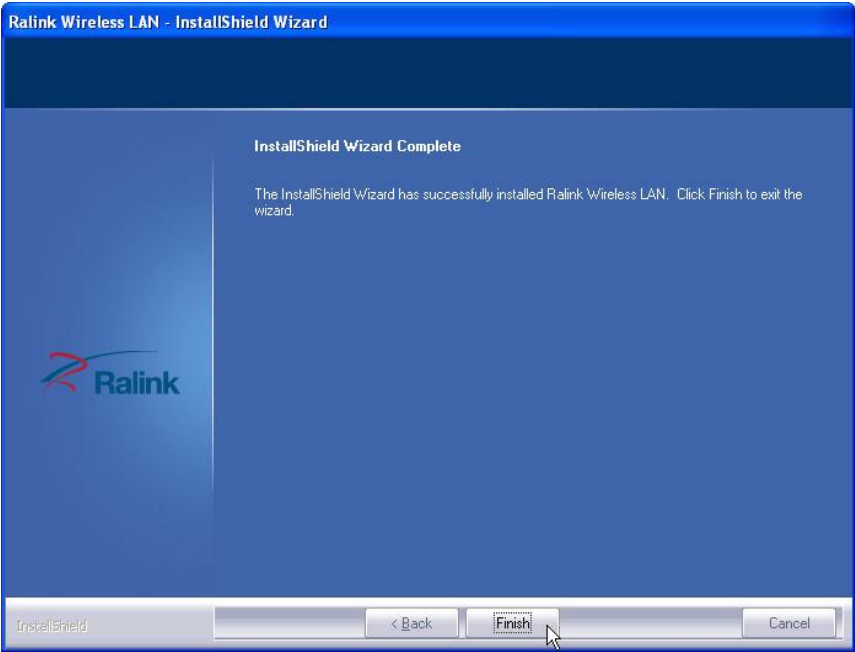 Ralink Wireless LAN - InstallShield Wizard
InstallShield Wizard Complete
The InstallShield Wizard has successfully installed Ralink Wireless LAN. Click Finish to exit the
wizard.
Ralink
InstallShield
< Back
Finish
Cancel